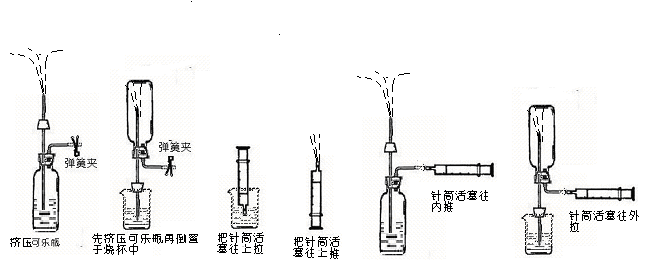 弹簧夹
弹簧夹
挤压可乐瓶
先挤压可乐瓶再倒置
于烧杯中
把针筒活
塞往上拉
把针筒活
塞往上推
针筒活塞往
内推
针筒活塞往外
拉